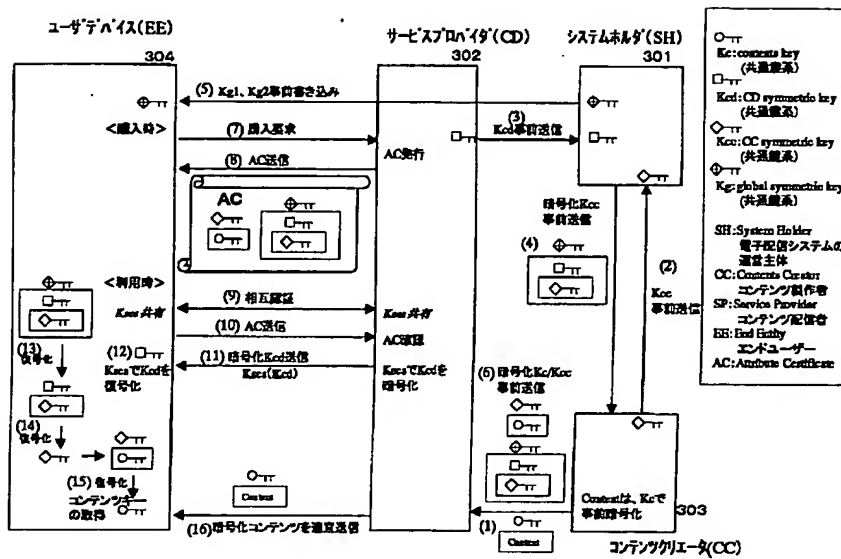 ユーザデバイス(EE)
304
サービスプロバイダ(CD)
302
システムホルダ(SH)
301
(5) Kg1、Kg2事前書き込み
<購入時>
(7) 購入要求
(8) AC送信
AC発行
(3)
Kcd事前送信
AC
暗号化Kcc
事前送信
(4)
(2)
Kcc
事前送信
<利用時>
Kses共有
(9) 相互認証
Kses共有
(10) AC送信
AC確認
(11) 暗号化Kcd送信
Kses(Kcd)
KsesでKcdを
暗号化
(12)
KsesでKcdを
復号化
(13)
復号化
(14)
復号化
(15) 復号化
コンテンツキー
の取得
(6) 暗号化Kc/Kcc
事前送信
Content
(16)暗号化コンテンツを適宜送信
(1)
Content
Contentは、Kcで
事前暗号化
303
コンテンツクリエータ(CC)
Kc: contents key
(共通鍵系)
Kcd: CD symmetric key
(共通鍵系)
Kcc: CC symmetric key
(共通鍵系)
Kg: global symmetric key
(共通鍵系)
SH: System Holder
電子配信システムの
運営主体
CC: Contents Creator
コンテンツ製作者
SP: Service Provider
コンテンツ配信者
EE: End Entity
エンドユーザー
AC: Attribute Certificate